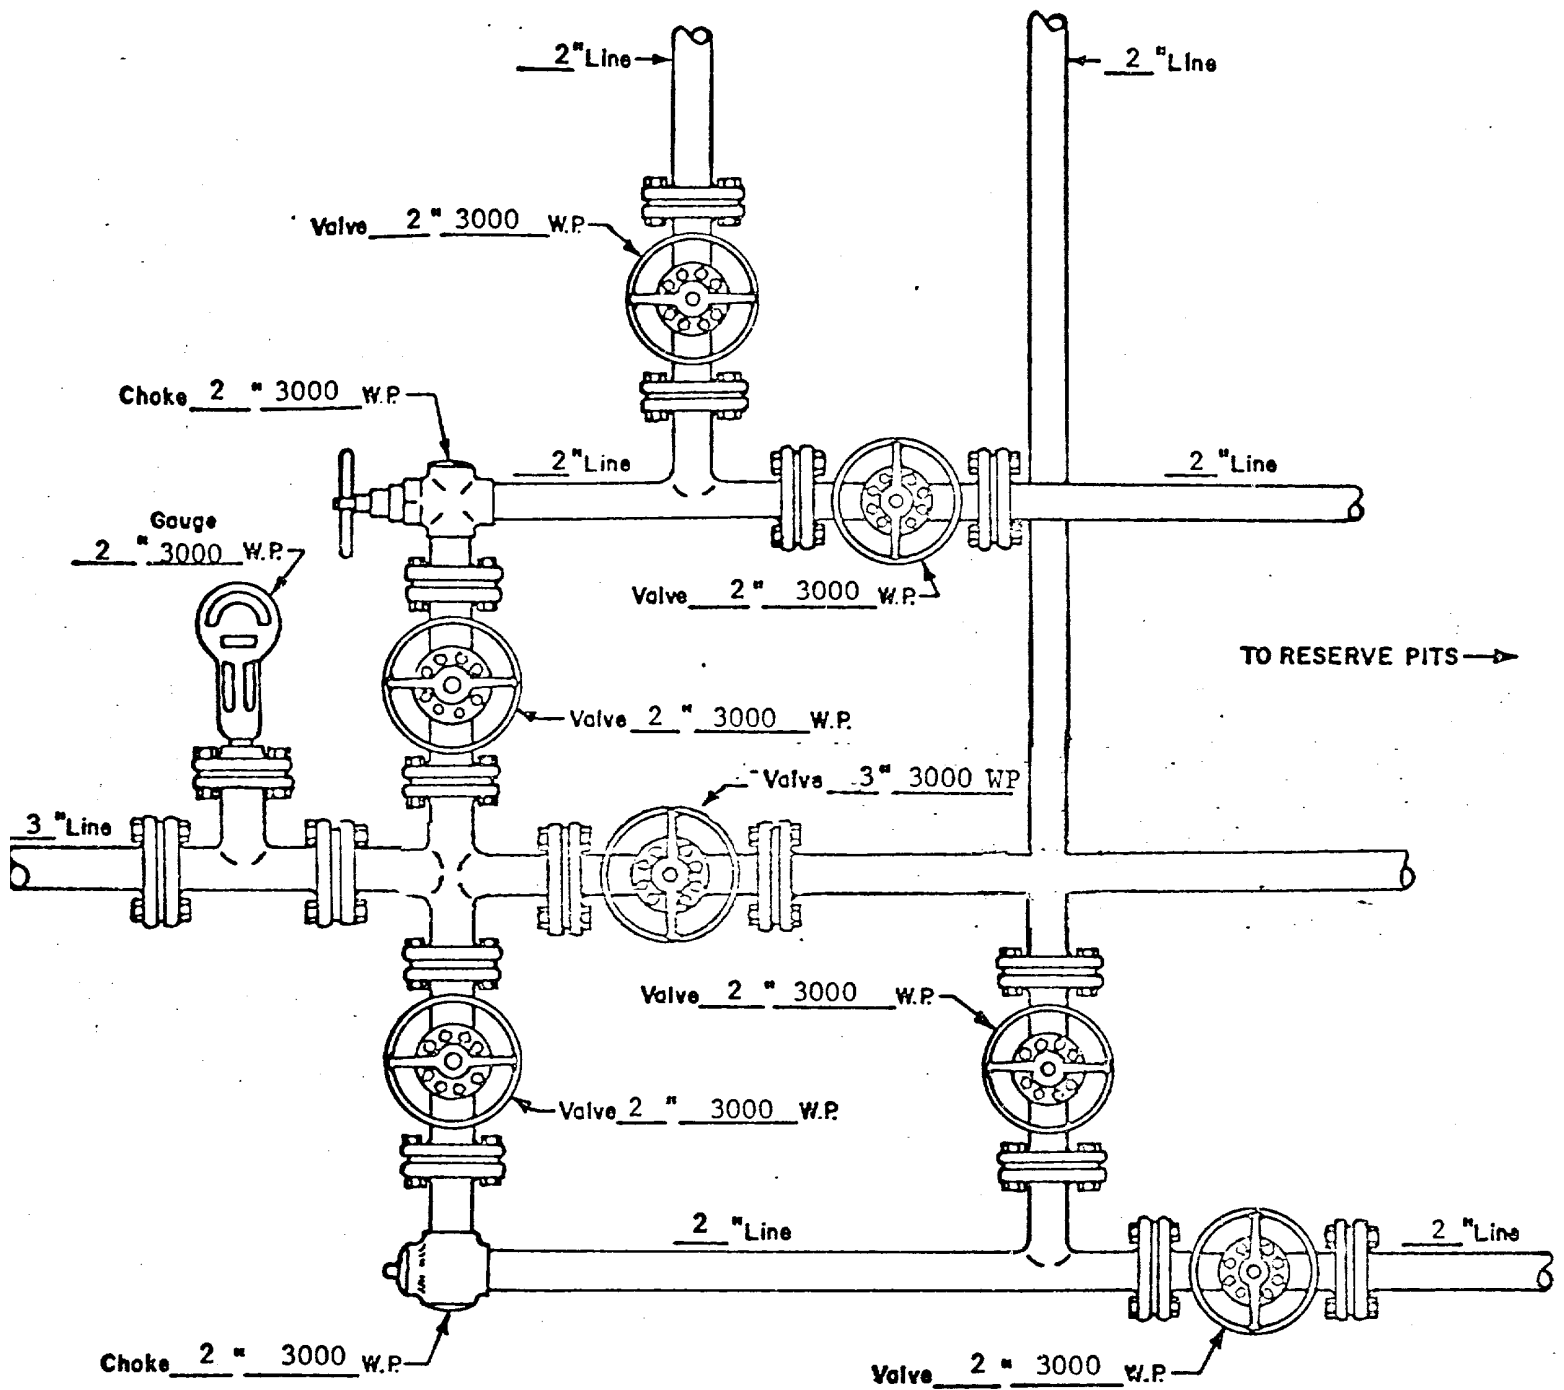 2 "Line
2 "Line
Valve 2 " 3000 W.P.
Choke 2 " 3000 W.P.
2 "Line
2 "Line
Gauge
2 " 3000 W.P.
Valve 2 " 3000 W.P.
TO RESERVE PITS
Valve 2 " 3000 W.P.
Valve 3" 3000 WP
3 "Line
Valve 2 " 3000 W.P.
Valve 2 " 3000 W.P.
2 "Line
2 "Line
Choke 2 " 3000 W.P.
Valve 2 " 3000 W.P.